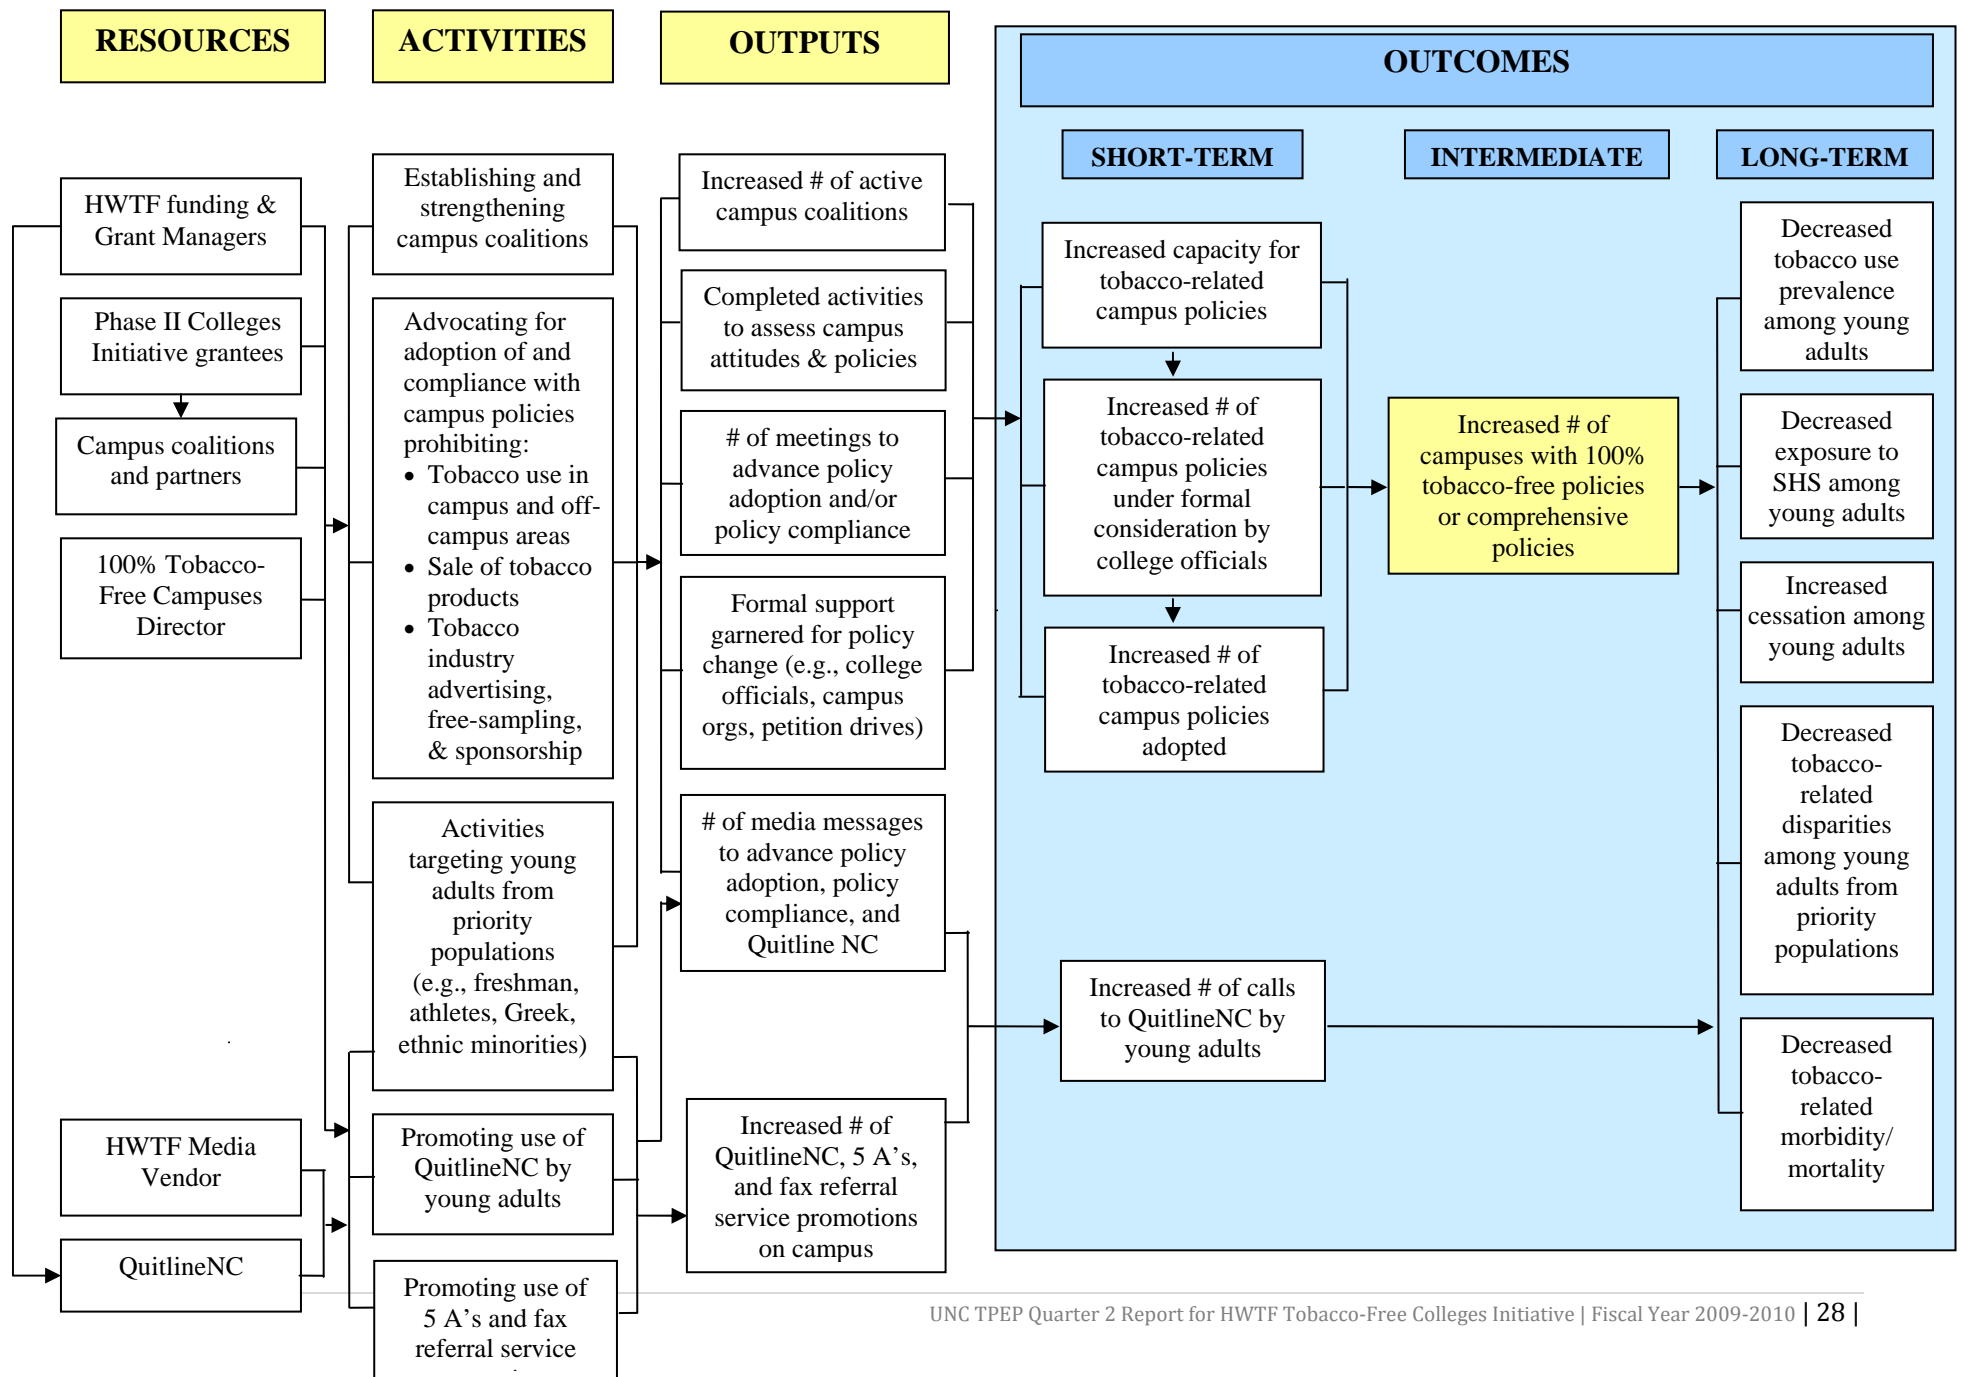 RESOURCES
ACTIVITIES
OUTPUTS
OUTCOMES
SHORT-TERM
INTERMEDIATE
LONG-TERM
HWTF funding &
Grant Managers
Phase II Colleges
Initiative grantees
Campus coalitions
and partners
100% Tobacco-
Free Campuses
Director
HWTF Media
Vendor
QuitlineNC
Establishing and
strengthening
campus coalitions
Advocating for
adoption of and
compliance with
campus policies
prohibiting:
• Tobacco use in
campus and off-
campus areas
• Sale of tobacco
products
• Tobacco
industry
advertising,
free-sampling,
& sponsorship
Activities
targeting young
adults from
priority
populations
(e.g., freshman,
athletes, Greek,
ethnic minorities)
Promoting use of
QuitlineNC by
young adults
Promoting use of
5 A's and fax
referral service
Increased # of active
campus coalitions
Completed activities
to assess campus
attitudes & policies
# of meetings to
advance policy
adoption and/or
policy compliance
Formal support
garnered for policy
change (e.g., college
officials, campus
orgs, petition drives)
# of media messages
to advance policy
adoption, policy
compliance, and
Quitline NC
Increased # of
QuitlineNC, 5 A's,
and fax referral
service promotions
on campus
Increased capacity for
tobacco-related
campus policies
Increased # of
tobacco-related
campus policies
under formal
consideration by
college officials
Increased # of
tobacco-related
campus policies
adopted
Increased # of calls
to QuitlineNC by
young adults
Increased # of
campuses with 100%
tobacco-free policies
or comprehensive
policies
Decreased
tobacco use
prevalence
among young
adults
Decreased
exposure to
SHS among
young adults
Increased
cessation among
young adults
Decreased
tobacco-
related
disparities
among young
adults from
priority
populations
Decreased
tobacco-
related
morbidity/
mortality
UNC TPEP Quarter 2 Report for HWTF Tobacco-Free Colleges Initiative | Fiscal Year 2009-2010 | 28 |